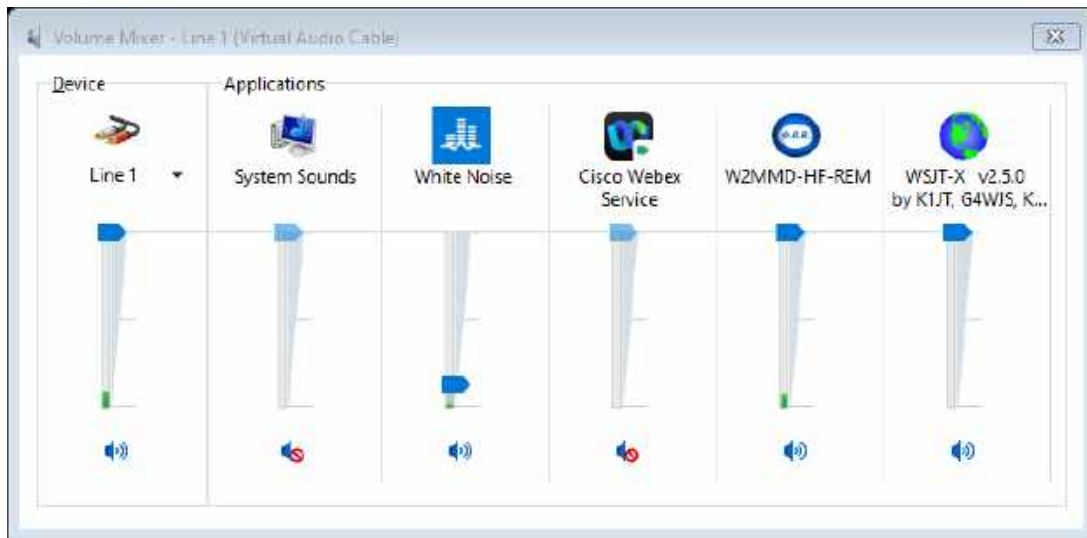 Volume Mixer - Line 1 (Virtual Audio Cable)
Device
Applications
Line 1
System Sounds
White Noise
Cisco Webex
Service
W2MMD-HF-REM
WSJT-X v2.5.0
by K1JT, G4WJS, K...